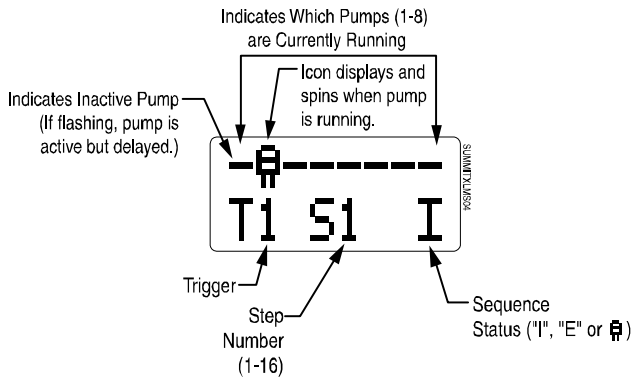 Indicates Which Pumps (1-8)
are Currently Running
Icon displays and
spins when pump
is running.
Indicates Inactive Pump
(If flashing, pump is
active but delayed.)
SUMMITXLMS04
T1 S1 I
Trigger
Step
Number
(1-16)
Sequence
Status ("I", "E" or )